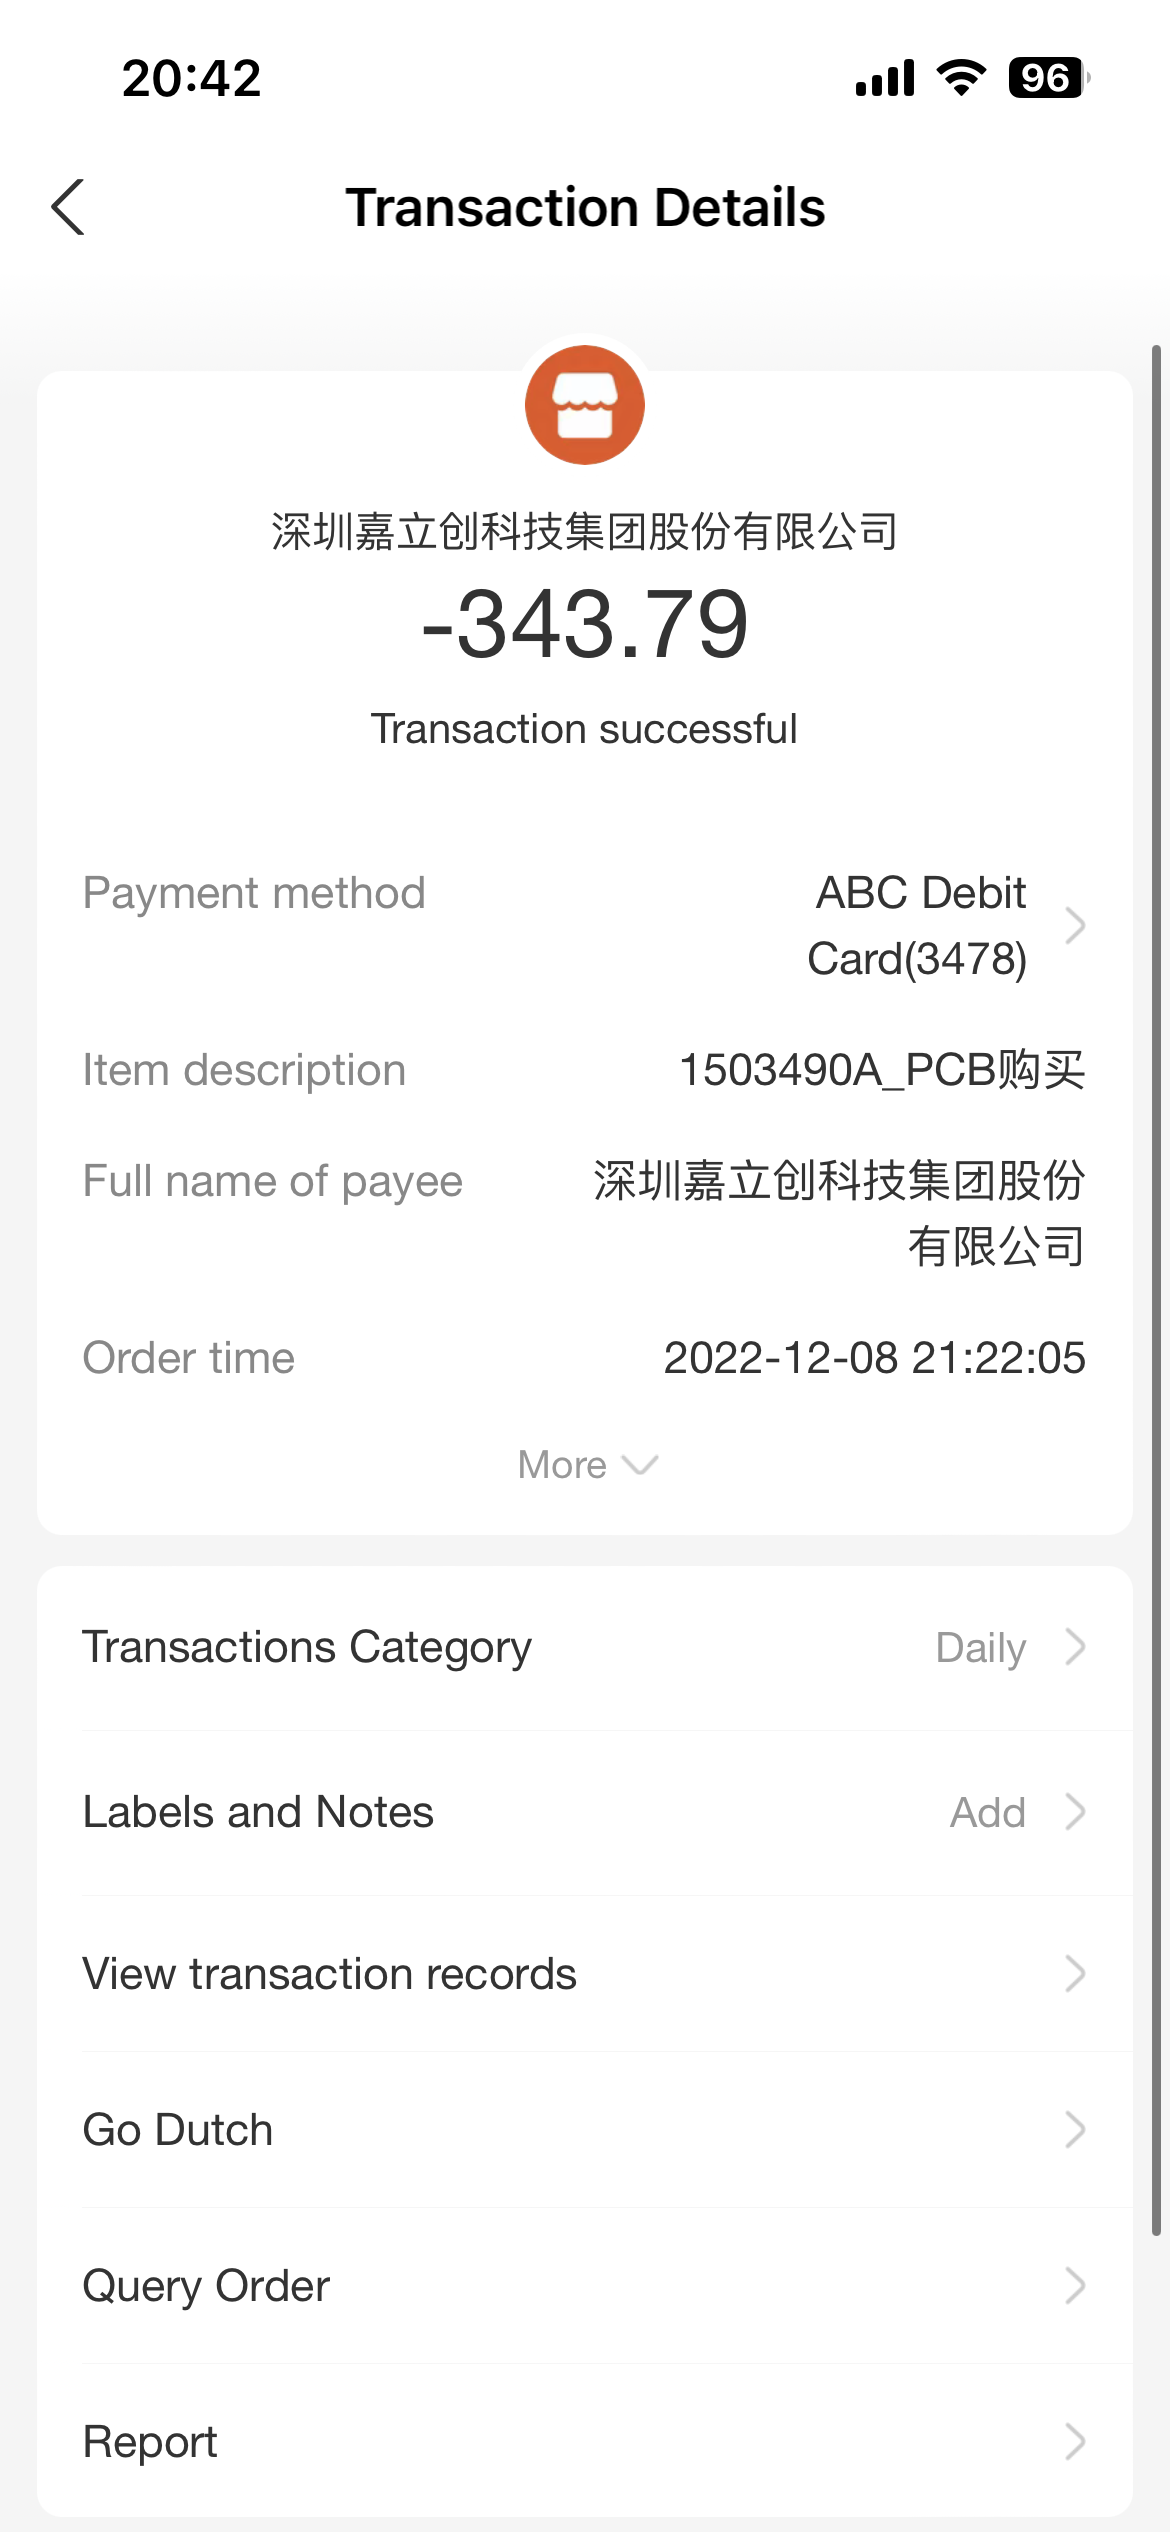 20:42
96
Transaction Details
深圳嘉立创科技集团股份有限公司
-343.79
Transaction successful
Payment method
ABC Debit
Card(3478)
Item description
1503490A_PCB购买
Full name of payee
深圳嘉立创科技集团股份
有限公司
Order time
2022-12-08 21:22:05
More
Transactions Category
Daily
Labels and Notes
Add
View transaction records
Go Dutch
Query Order
Report